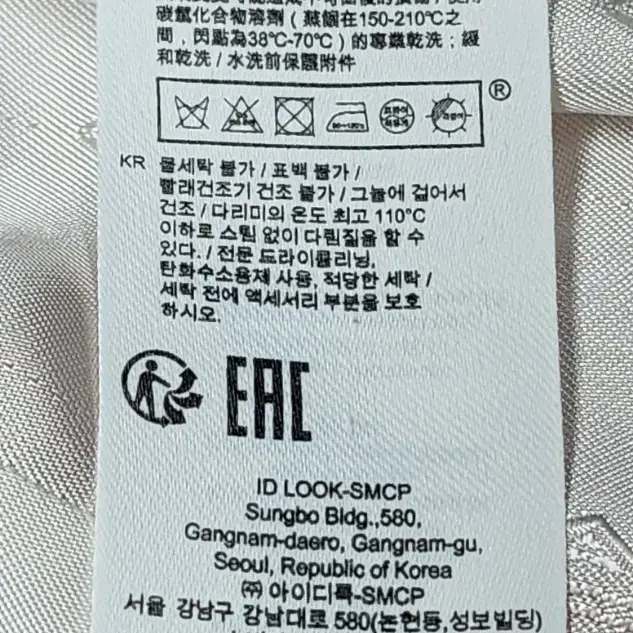 碳氫化合物溶劑 ( 蒸餾在150-210℃之
間 , 閃點為38℃-70℃ ) 的專業乾洗 ; 緩
和乾洗 / 水洗前保護附件
®
KR 물세탁 불가 / 표백 불가 /
빨래건조기 건조 불가 / 그늘에 걸어서
건조 / 다리미의 온도 최고 110°C
이하로 스팀 없이 다림질을 할 수
있다. / 전문 드라이클리닝,
탄화수소용제 사용, 적당한 세탁 /
세탁 전에 액세서리 부분을 보호
하시오.
EAC
ID LOOK-SMCP
Sungbo Bldg.,580,
Gangnam-daero, Gangnam-gu,
Seoul, Republic of Korea
㈜ 아이디룩-SMCP
서울 강남구 강남대로 580(논현동,성보빌딩)